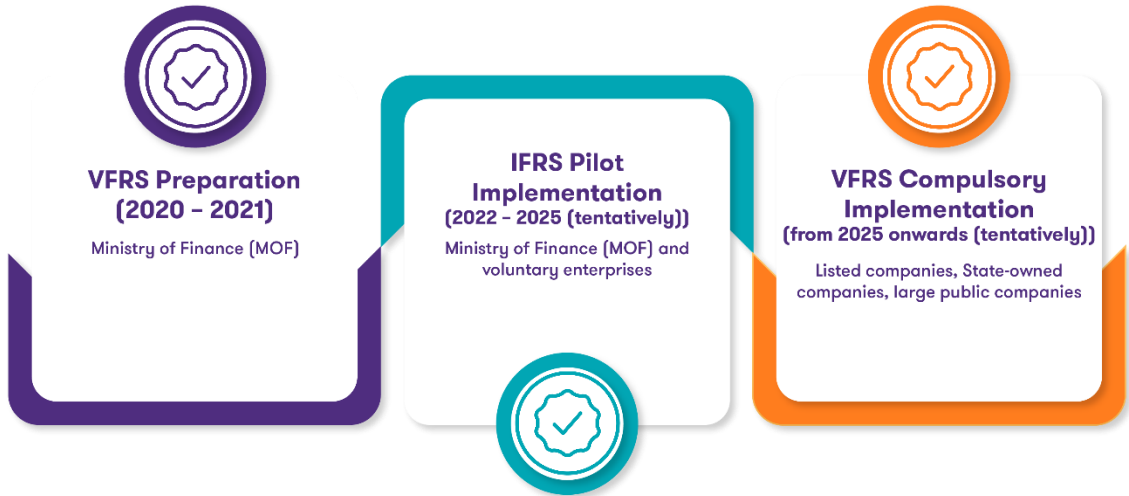 VFRS Preparation
(2020 – 2021)
Ministry of Finance (MOF)
IFRS Pilot
Implementation
(2022 – 2025 (tentatively))
Ministry of Finance (MOF) and
voluntary enterprises
VFRS Compulsory
Implementation
(from 2025 onwards (tentatively))
Listed companies, State-owned
companies, large public companies